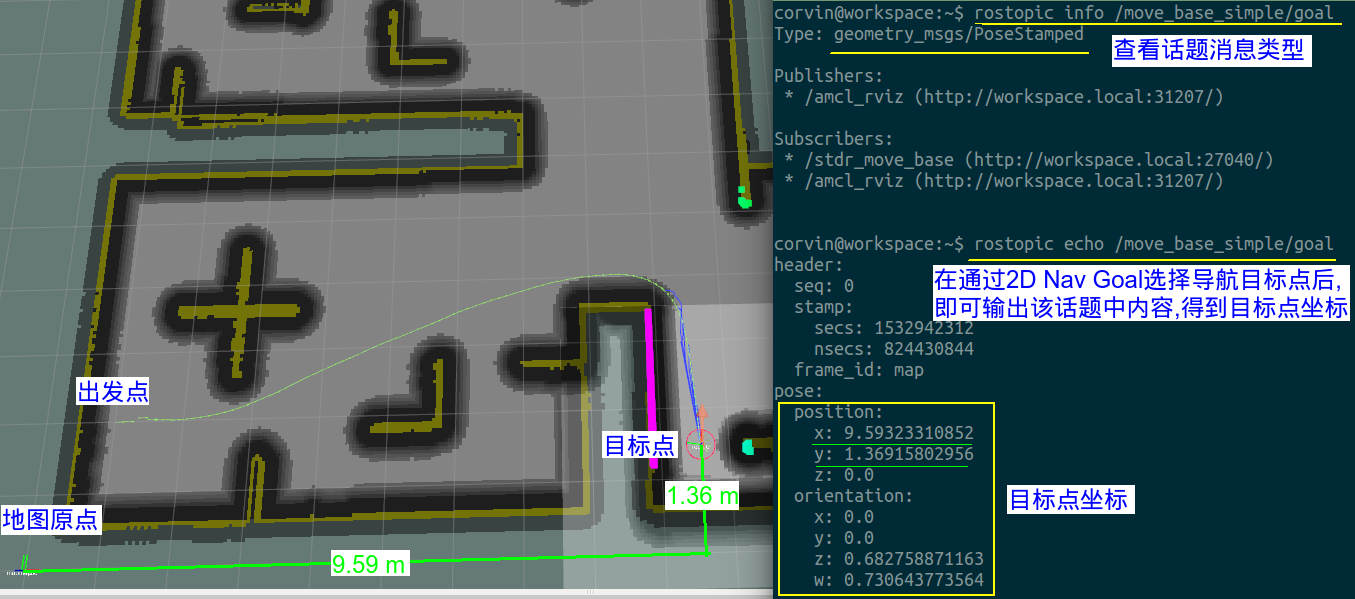 出发点
目标点
1.36 m
地图原点
9.59 m
corvin@workspace:~$ rostopic info /move_base_simple/goal
Type: geometry_msgs/PoseStamped
查看话题消息类型
Publishers:
* /amcl_rviz (http://workspace.local:31207/)
Subscribers:
* /stdr_move_base (http://workspace.local:27040/)
* /amcl_rviz (http://workspace.local:31207/)
corvin@workspace:~$ rostopic echo /move_base_simple/goal
在通过2D Nav Goal选择导航目标点后,
即可输出该话题中内容,得到目标点坐标
header:
seq: 0
stamp:
secs: 1532942312
nsecs: 824430844
frame_id: map
pose:
position:
x: 9.59323310852
y: 1.36915802956
z: 0.0
orientation:
x: 0.0
y: 0.0
z: 0.682758871163
w: 0.730643773564
目标点坐标